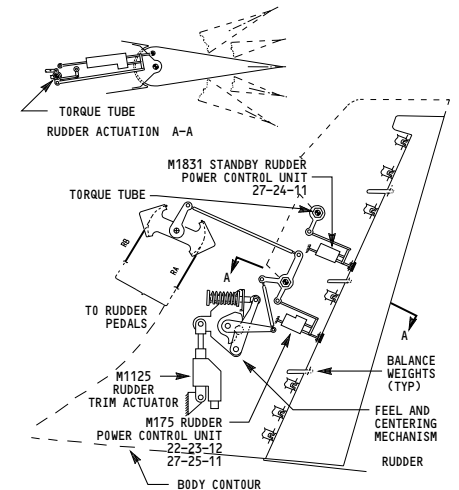 TORQUE TUBE
RUDDER ACTUATION A-A
M1831 STANDBY RUDDER
POWER CONTROL UNIT
27-24-11
TORQUE TUBE
RB
RA
A
TO RUDDER
PEDALS
A
M1125
RUDDER
TRIM ACTUATOR
BALANCE
WEIGHTS
(TYP)
M175 RUDDER
POWER CONTROL UNIT
22-23-12
27-25-11
FEEL AND
CENTERING
MECHANISM
RUDDER
BODY CONTOUR